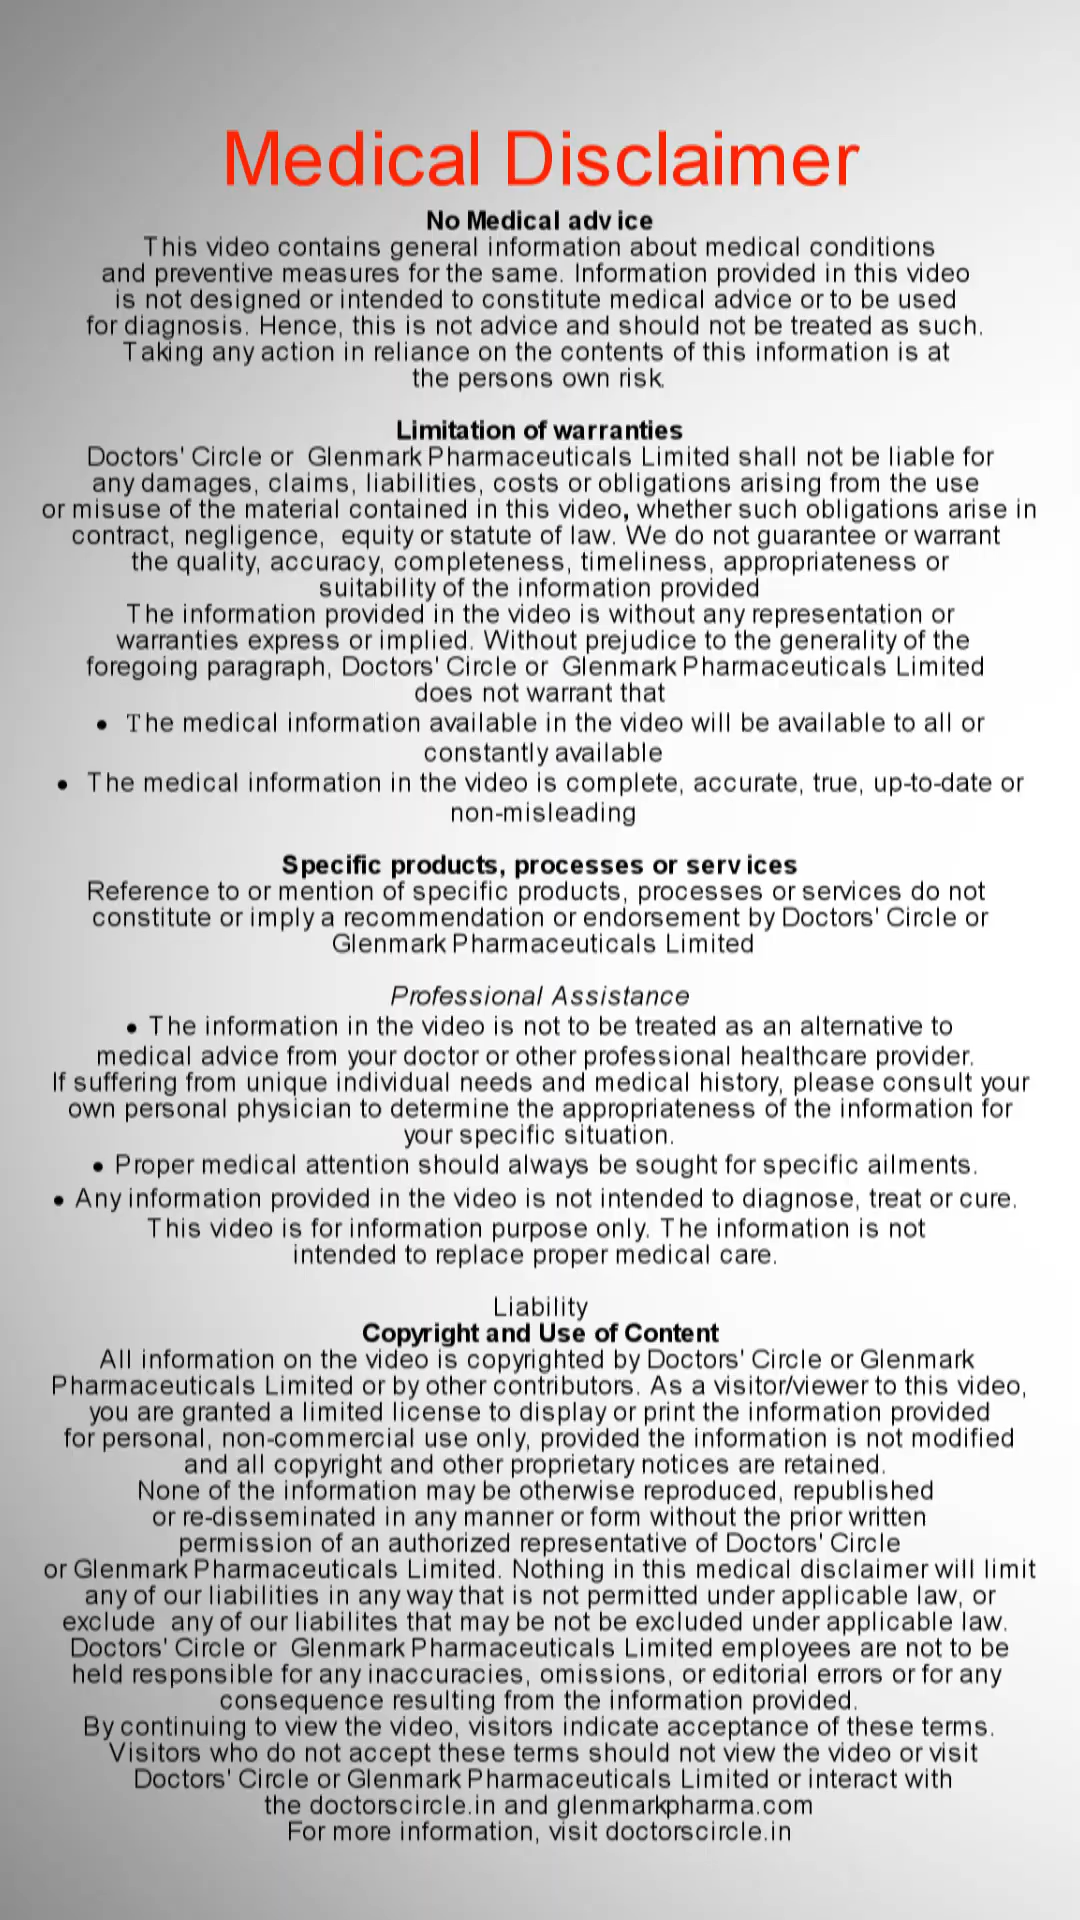 Medical Disclaimer
No Medical advice
This video contains general information about medical conditions
and preventive measures for the same. Information provided in this video
is not designed or intended to constitute medical advice or to be used
for diagnosis. Hence, this is not advice and should not be treated as such.
Taking any action in reliance on the contents of this information is at
the persons own risk.
Limitation of warranties
Doctors' Circle or Glenmark Pharmaceuticals Limited shall not be liable for
any damages, claims, liabilities, costs or obligations arising from the use
or misuse of the material contained in this video, whether such obligations arise in
contract, negligence, equity or statute of law. We do not guarantee or warrant
the quality, accuracy, completeness, timeliness, appropriateness or
suitability of the information provided
The information provided in the video is without any representation or
warranties express or implied. Without prejudice to the generality of the
foregoing paragraph, Doctors' Circle or Glenmark Pharmaceuticals Limited
does not warrant that
• The medical information available in the video will be available to all or
constantly available
• The medical information in the video is complete, accurate, true, up-to-date or
non-misleading
Specific products, processes or services
Reference to or mention of specific products, processes or services do not
constitute or imply a recommendation or endorsement by Doctors' Circle or
Glenmark Pharmaceuticals Limited
Professional Assistance
• The information in the video is not to be treated as an alternative to
medical advice from your doctor or other professional healthcare provider.
If suffering from unique individual needs and medical history, please consult your
own personal physician to determine the appropriateness of the information for
your specific situation.
• Proper medical attention should always be sought for specific ailments.
• Any information provided in the video is not intended to diagnose, treat or cure.
This video is for information purpose only. The information is not
intended to replace proper medical care.
Liability
Copyright and Use of Content
All information on the video is copyrighted by Doctors' Circle or Glenmark
Pharmaceuticals Limited or by other contributors. As a visitor/viewer to this video,
you are granted a limited license to display or print the information provided
for personal, non-commercial use only, provided the information is not modified
and all copyright and other proprietary notices are retained.
None of the information may be otherwise reproduced, republished
or re-disseminated in any manner or form without the prior written
permission of an authorized representative of Doctors' Circle
or Glenmark Pharmaceuticals Limited. Nothing in this medical disclaimer will limit
any of our liabilities in any way that is not permitted under applicable law, or
exclude any of our liabilites that may be not be excluded under applicable law.
Doctors' Circle or Glenmark Pharmaceuticals Limited employees are not to be
held responsible for any inaccuracies, omissions, or editorial errors or for any
consequence resulting from the information provided.
By continuing to view the video, visitors indicate acceptance of these terms.
Visitors who do not accept these terms should not view the video or visit
Doctors' Circle or Glenmark Pharmaceuticals Limited or interact with
the doctorscircle.in and glenmarkpharma.com
For more information, visit doctorscircle.in